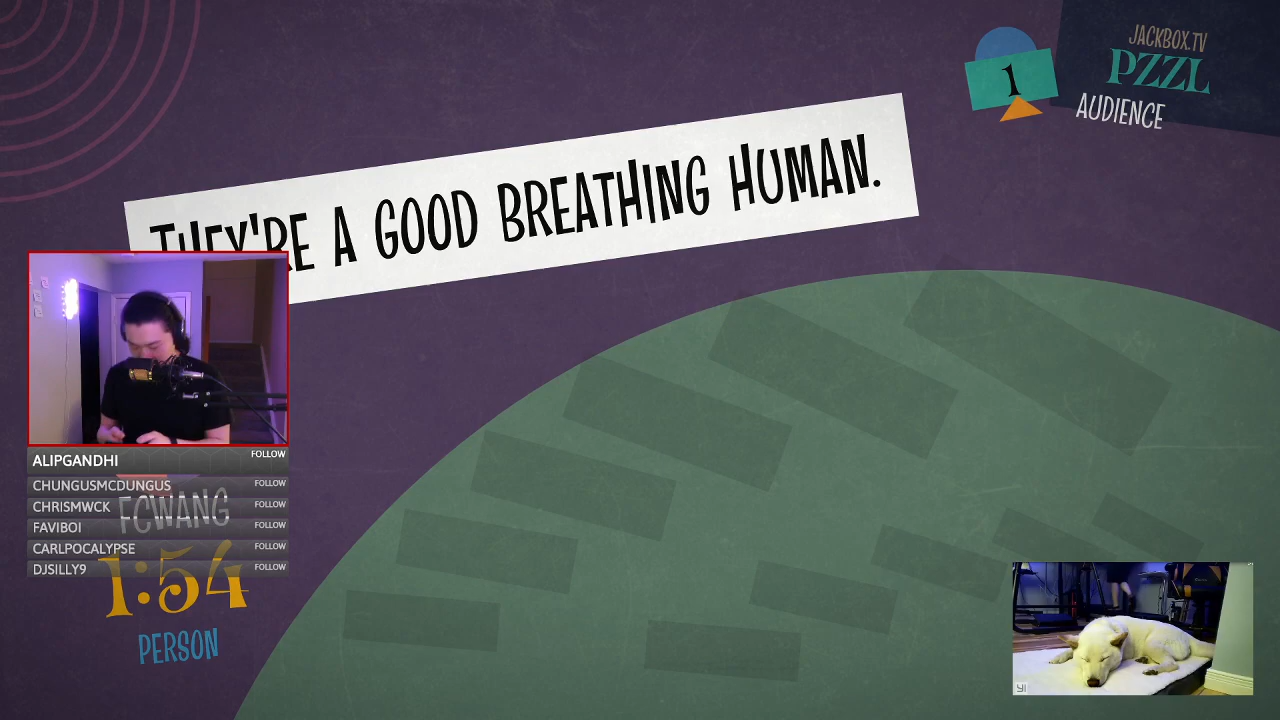 JACKBOX.TV
PZZL
1
AUDIENCE
THEY'RE A GOOD BREATHING HUMAN.
ALIPGANDHI FOLLOW
CHUNGUSMCDUNGUS FOLLOW
CHRISMWCK FOLLOW
FCWANG
FAVIBOI FOLLOW
CARLPOCALYPSE FOLLOW
DJSILLY9 FOLLOW
1:54
PERSON
YI